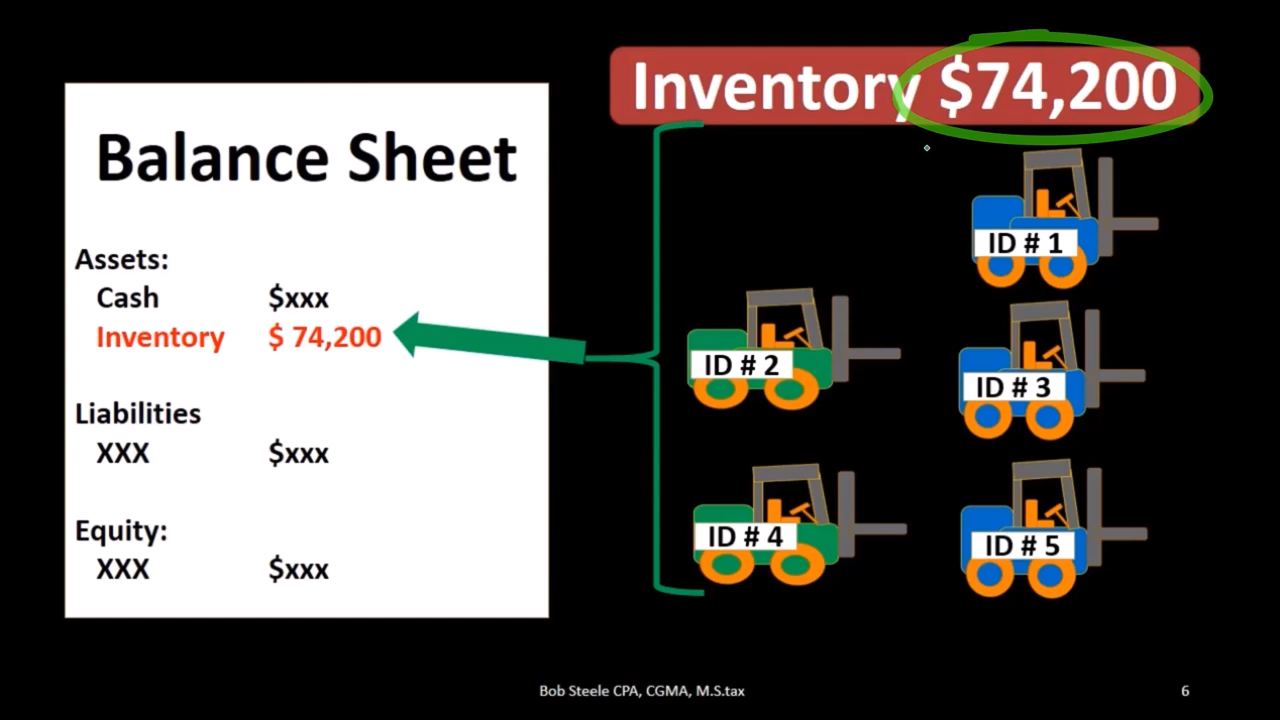 Inventory $74,200
Balance Sheet
Assets:
Cash $xxx
Inventory $ 74,200
Liabilities
XXX $xxx
Equity:
XXX $xxx
ID # 1
ID # 2
ID # 3
ID # 4
ID # 5
Bob Steele CPA, CGMA, M.S.tax
6